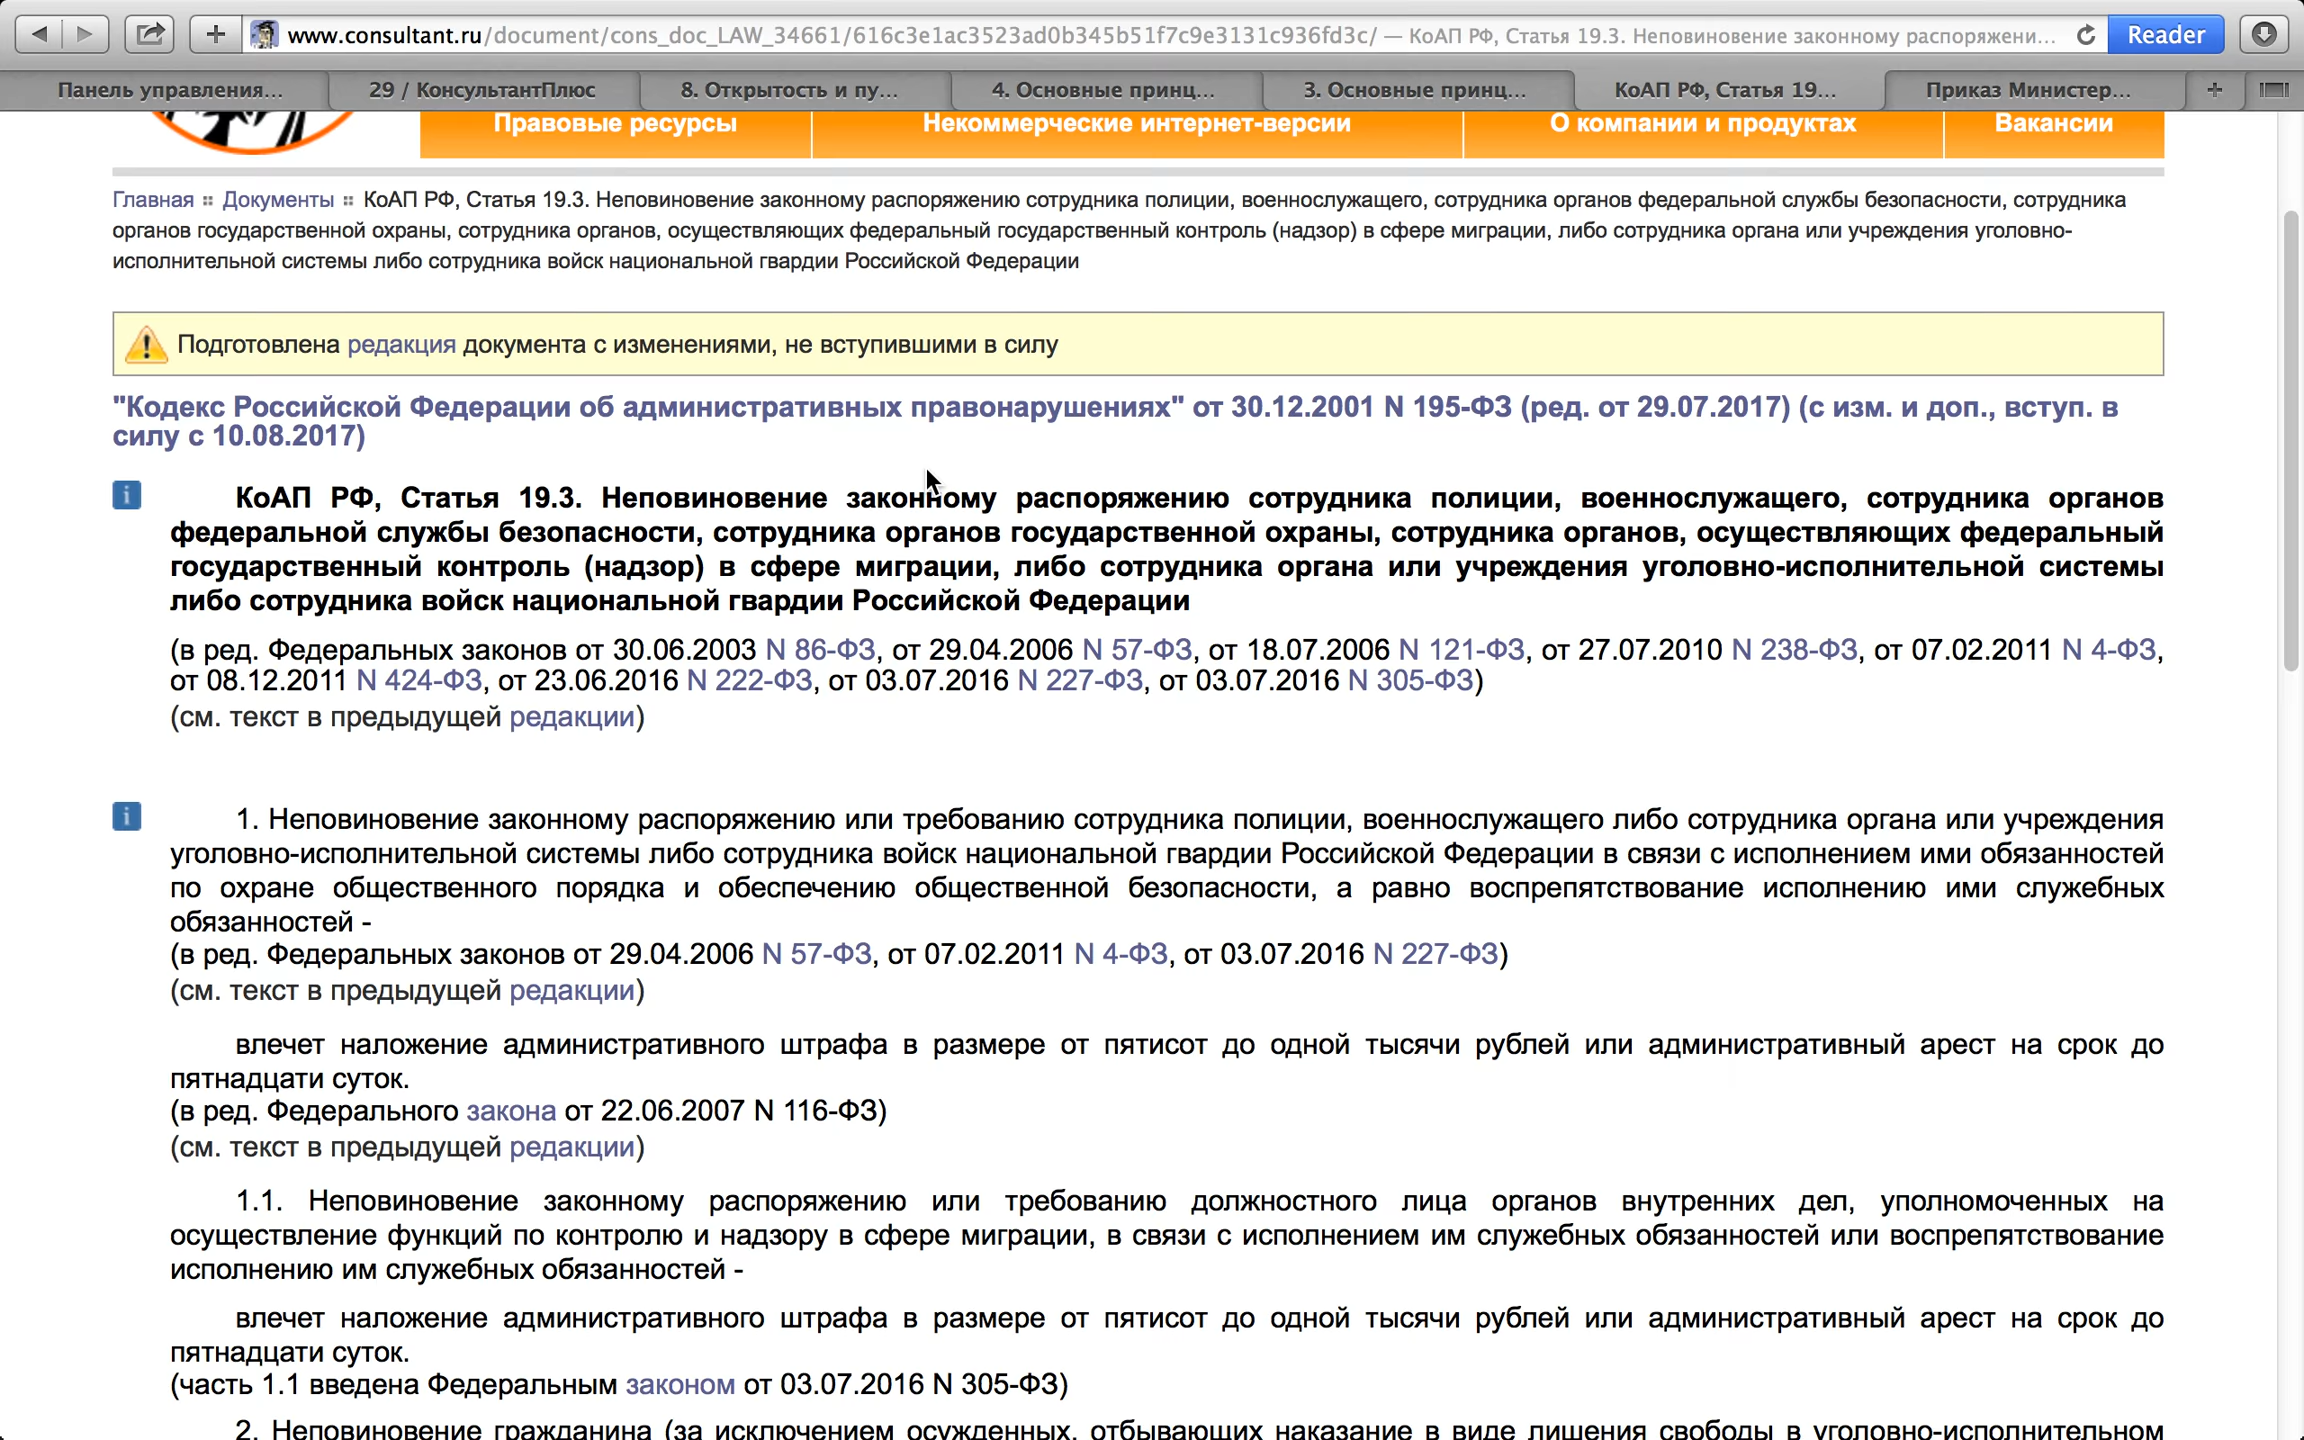 www.consultant.ru/document/cons_doc_LAW_34661/616c3e1ac3523ad0b345b51f7c9e3131c936fd3c/ — КоАП РФ, Статья 19.3. Неповиновение законному распоряжени...
Reader
Панель управления...
29 / КонсультантПлюс
8. Открытость и пу...
4. Основные принц...
3. Основные принц...
КоАП РФ, Статья 19...
Приказ Министер...
Правовые ресурсы
Некоммерческие интернет-версии
О компании и продуктах
Вакансии
Главная :: Документы :: КоАП РФ, Статья 19.3. Неповиновение законному распоряжению сотрудника полиции, военнослужащего, сотрудника органов федеральной службы безопасности, сотрудника
органов государственной охраны, сотрудника органов, осуществляющих федеральный государственный контроль (надзор) в сфере миграции, либо сотрудника органа или учреждения уголовно-
исполнительной системы либо сотрудника войск национальной гвардии Российской Федерации
Подготовлена редакция документа с изменениями, не вступившими в силу
"Кодекс Российской Федерации об административных правонарушениях" от 30.12.2001 N 195-ФЗ (ред. от 29.07.2017) (с изм. и доп., вступ. в
силу с 10.08.2017)
КоАП РФ, Статья 19.3. Неповиновение законному распоряжению сотрудника полиции, военнослужащего, сотрудника органов
федеральной службы безопасности, сотрудника органов государственной охраны, сотрудника органов, осуществляющих федеральный
государственный контроль (надзор) в сфере миграции, либо сотрудника органа или учреждения уголовно-исполнительной системы
либо сотрудника войск национальной гвардии Российской Федерации
(в ред. Федеральных законов от 30.06.2003 N 86-ФЗ, от 29.04.2006 N 57-ФЗ, от 18.07.2006 N 121-ФЗ, от 27.07.2010 N 238-ФЗ, от 07.02.2011 N 4-ФЗ,
от 08.12.2011 N 424-ФЗ, от 23.06.2016 N 222-ФЗ, от 03.07.2016 N 227-ФЗ, от 03.07.2016 N 305-ФЗ)
(см. текст в предыдущей редакции)
1. Неповиновение законному распоряжению или требованию сотрудника полиции, военнослужащего либо сотрудника органа или учреждения
уголовно-исполнительной системы либо сотрудника войск национальной гвардии Российской Федерации в связи с исполнением ими обязанностей
по охране общественного порядка и обеспечению общественной безопасности, а равно воспрепятствование исполнению ими служебных
обязанностей -
(в ред. Федеральных законов от 29.04.2006 N 57-ФЗ, от 07.02.2011 N 4-ФЗ, от 03.07.2016 N 227-ФЗ)
(см. текст в предыдущей редакции)
влечет наложение административного штрафа в размере от пятисот до одной тысячи рублей или административный арест на срок до
пятнадцати суток.
(в ред. Федерального закона от 22.06.2007 N 116-ФЗ)
(см. текст в предыдущей редакции)
1.1. Неповиновение законному распоряжению или требованию должностного лица органов внутренних дел, уполномоченных на
осуществление функций по контролю и надзору в сфере миграции, в связи с исполнением им служебных обязанностей или воспрепятствование
исполнению им служебных обязанностей -
влечет наложение административного штрафа в размере от пятисот до одной тысячи рублей или административный арест на срок до
пятнадцати суток.
(часть 1.1 введена Федеральным законом от 03.07.2016 N 305-ФЗ)
2. Неповиновение гражданина (за исключением осужденных, отбывающих наказание в виде лишения свободы в уголовно-исполнительном